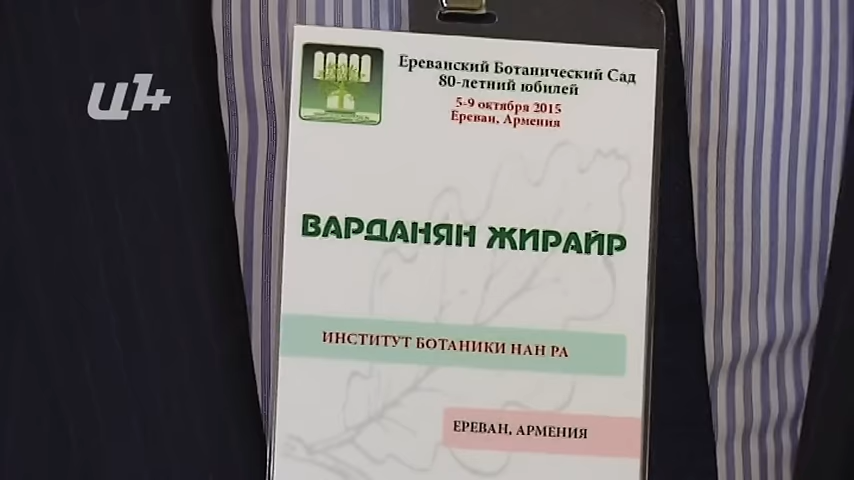 Ա1+
Ереванский Ботанический Сад
80-летний юбилей
5-9 октября 2015
Ереван, Армения
ВАРДАНЯН ЖИРАЙР
ИНСТИТУТ БОТАНИКИ НАН РА
ЕРЕВАН, АРМЕНИЯ